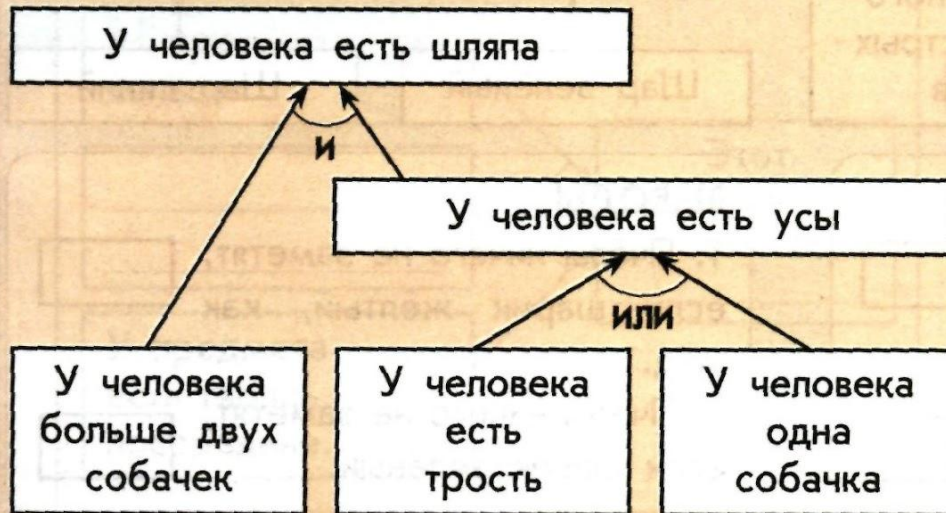 У человека есть шляпа
И
У человека есть усы
ИЛИ
У человека
больше двух
собачек
У человека
есть
трость
У человека
одна
собачка